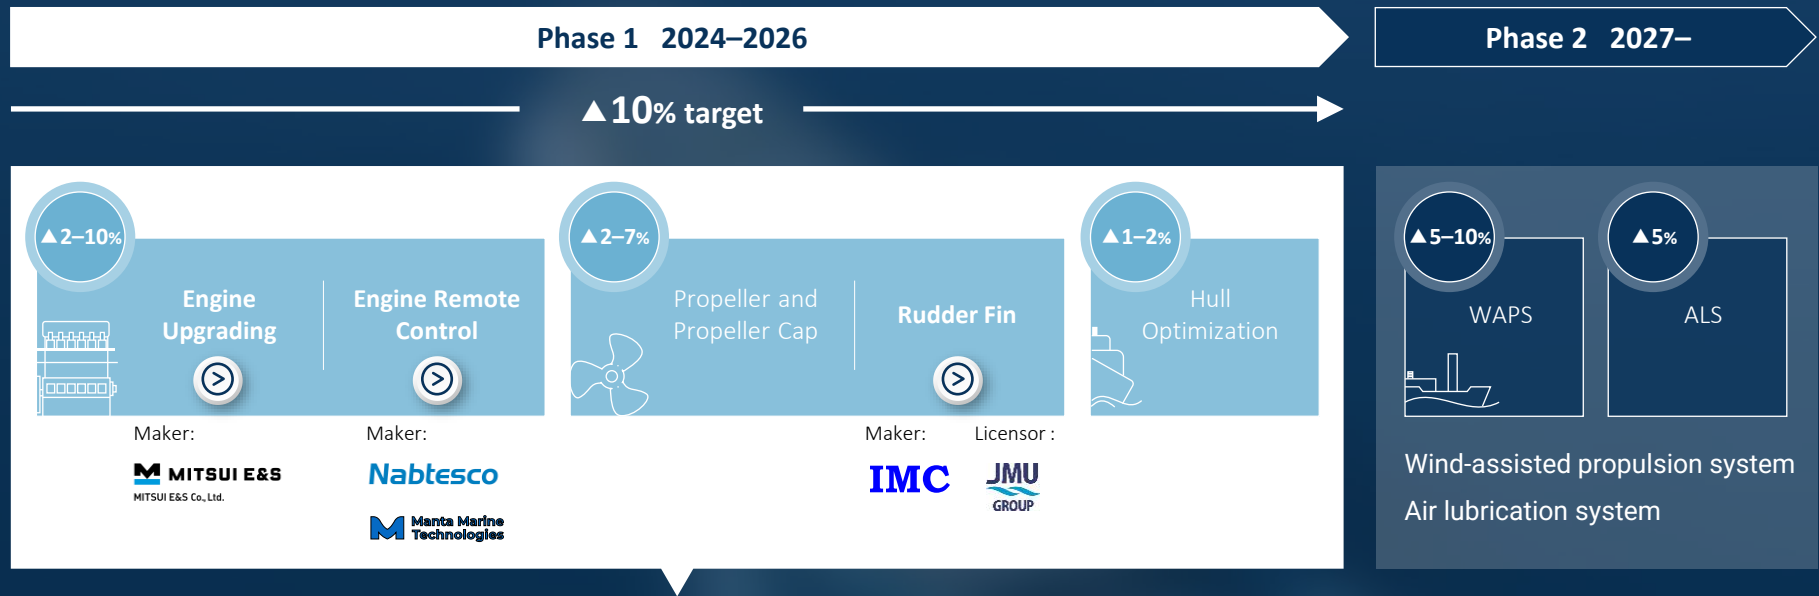 Phase 1 2024–2026
Phase 2 2027–
▲10% target
▲2–10%
Engine
Upgrading
Engine Remote
Control
▲2–7%
Propeller and
Propeller Cap
Rudder Fin
▲1–2%
Hull
Optimization
▲5–10%
WAPS
▲5%
ALS
Maker:
MITSUI E&S
MITSUI E&S Co., Ltd.
Maker:
Nabtesco
Manta Marine
Technologies
Maker:
IMC
Licensor :
JMU
GROUP
Wind-assisted propulsion system
Air lubrication system